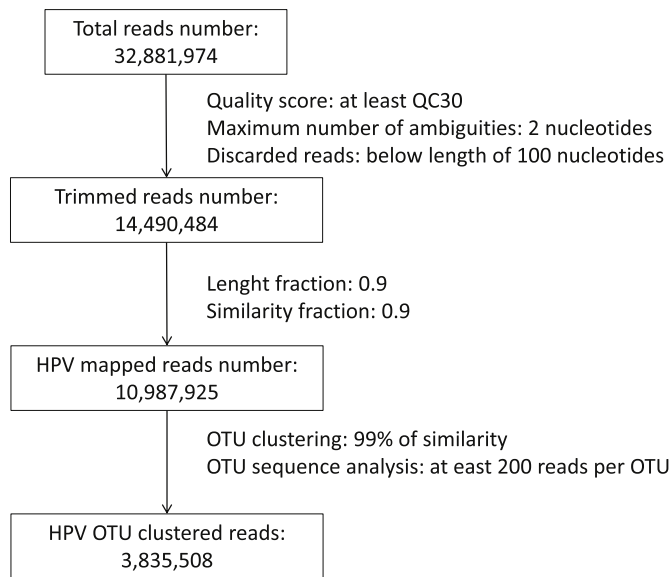 Total reads number:
32,881,974
Quality score: at least QC30
Maximum number of ambiguities: 2 nucleotides
Discarded reads: below length of 100 nucleotides
Trimmed reads number:
14,490,484
Lenght fraction: 0.9
Similarity fraction: 0.9
HPV mapped reads number:
10,987,925
OTU clustering: 99% of similarity
OTU sequence analysis: at east 200 reads per OTU
HPV OTU clustered reads:
3,835,508